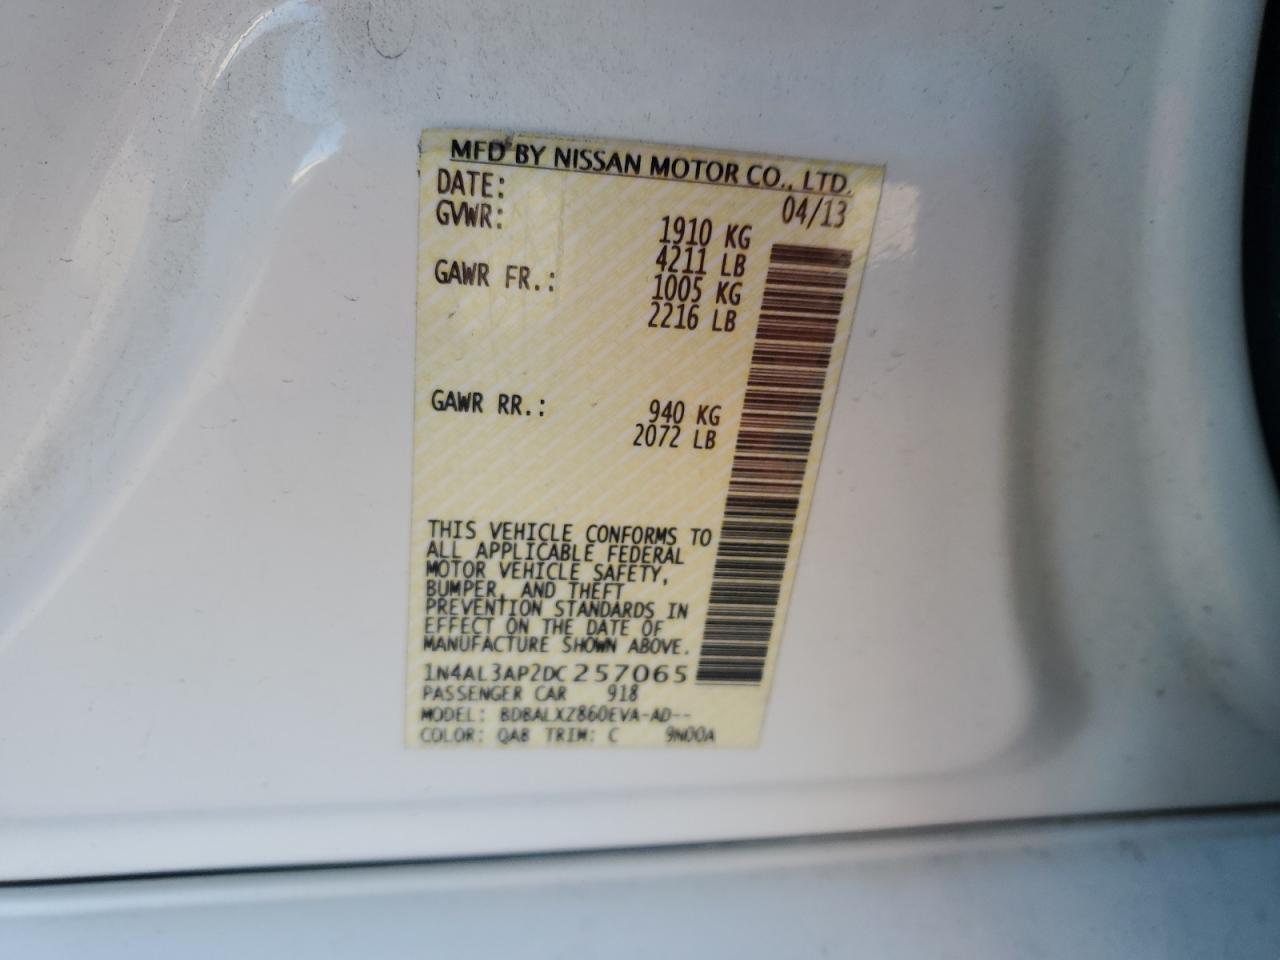 MFD BY NISSAN MOTOR CO., LTD.
DATE: 04/13
GVWR: 1910 KG
4211 LB
GAWR FR.: 1005 KG
2216 LB
GAWR RR.: 940 KG
2072 LB
THIS VEHICLE CONFORMS TO
ALL APPLICABLE FEDERAL
MOTOR VEHICLE SAFETY,
BUMPER, AND THEFT
PREVENTION STANDARDS IN
EFFECT ON THE DATE OF
MANUFACTURE SHOWN ABOVE.
1N4AL3AP2DC257065
PASSENGER CAR 918
MODEL: BDBALXZ860EVA-AD--
COLOR: QAB TRIM: C 9N00A